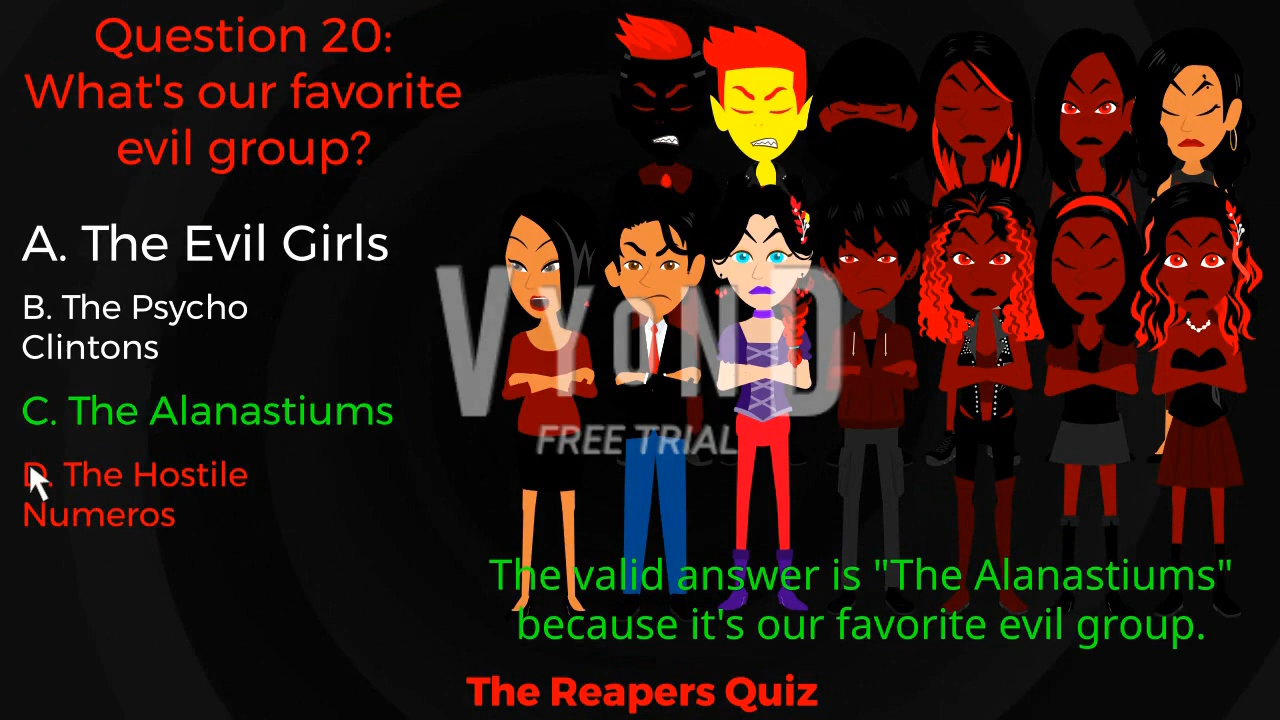 Question 20:
What's our favorite
evil group?
A. The Evil Girls
B. The Psycho
Clintons
C. The Alanastiums
D. The Hostile
Numeros
VYOND
FREE TRIAL
The valid answer is "The Alanastiums"
because it's our favorite evil group.
The Reapers Quiz